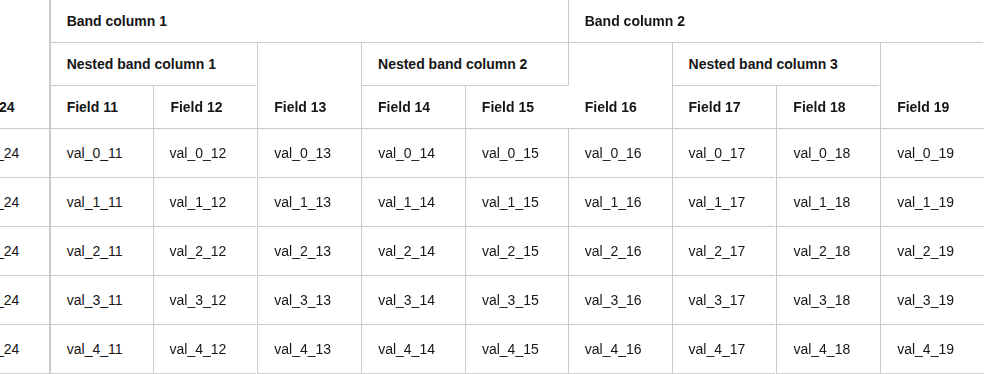 Band column 1 Band column 2
Nested band column 1 Nested band column 2 Nested band column 3
24 Field 11 Field 12 Field 13 Field 14 Field 15 Field 16 Field 17 Field 18 Field 19
_24 val_0_11 val_0_12 val_0_13 val_0_14 val_0_15 val_0_16 val_0_17 val_0_18 val_0_19
_24 val_1_11 val_1_12 val_1_13 val_1_14 val_1_15 val_1_16 val_1_17 val_1_18 val_1_19
_24 val_2_11 val_2_12 val_2_13 val_2_14 val_2_15 val_2_16 val_2_17 val_2_18 val_2_19
_24 val_3_11 val_3_12 val_3_13 val_3_14 val_3_15 val_3_16 val_3_17 val_3_18 val_3_19
_24 val_4_11 val_4_12 val_4_13 val_4_14 val_4_15 val_4_16 val_4_17 val_4_18 val_4_19